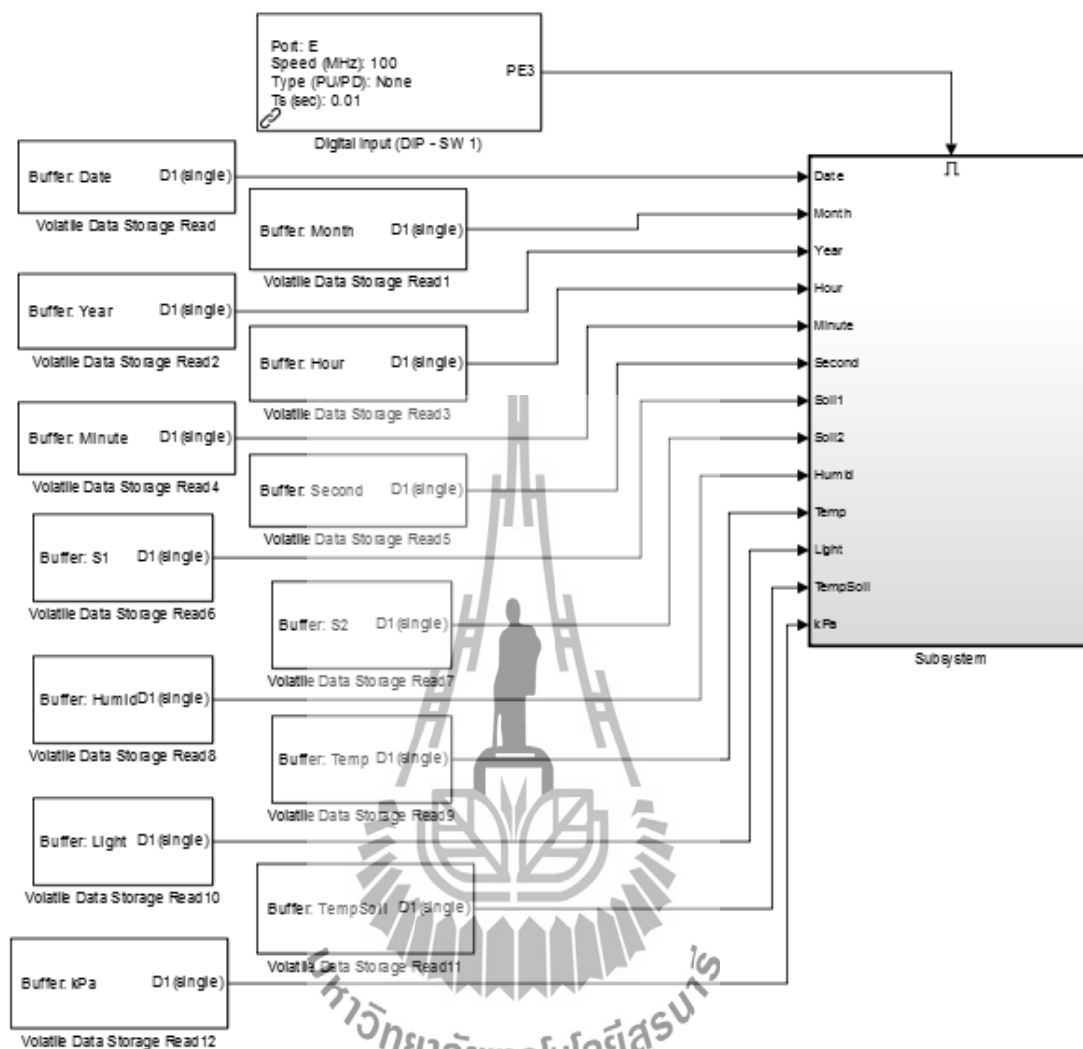 Port: E
Speed (MHz): 100
Type (PU/PD): None
Ts (sec): 0.01
PE3
Digital Input (DIP - SW 1)
Buffer: Date D1(single)
Volatile Data Storage Read
Buffer: Month D1(single)
Volatile Data Storage Read1
Buffer: Year D1(single)
Volatile Data Storage Read2
Buffer: Hour D1(single)
Volatile Data Storage Read3
Buffer: Minute D1(single)
Volatile Data Storage Read4
Buffer: Second D1(single)
Volatile Data Storage Read5
Buffer: S1 D1(single)
Volatile Data Storage Read6
Buffer: S2 D1(single)
Volatile Data Storage Read7
Buffer: Humid D1(single)
Volatile Data Storage Read8
Buffer: Temp D1(single)
Volatile Data Storage Read9
Buffer: Light D1(single)
Volatile Data Storage Read10
Buffer: TempSoil D1(single)
Volatile Data Storage Read11
Buffer: kPa D1(single)
Volatile Data Storage Read12
Date
Month
Year
Hour
Minute
Second
Soil1
Soil2
Humid
Temp
Light
TempSoil
kPa
Subsystem